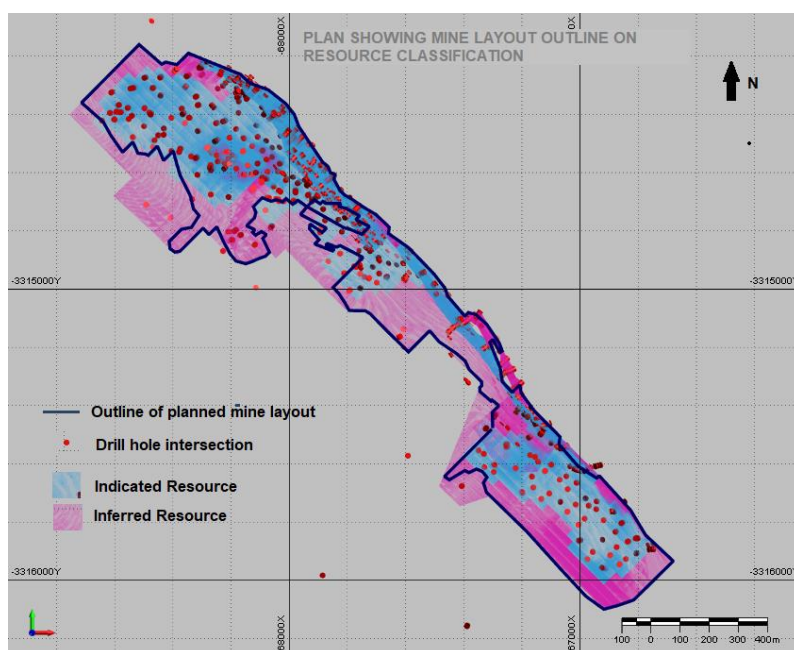 PLAN SHOWING MINE LAYOUT OUTLINE ON
RESOURCE CLASSIFICATION
-68000X
0X
N
-3315000Y
-3315000Y
Outline of planned mine layout
Drill hole intersection
Indicated Resource
Inferred Resource
-3316000Y
-3316000Y
68000X
67000X
100 0 100 200 300 400m